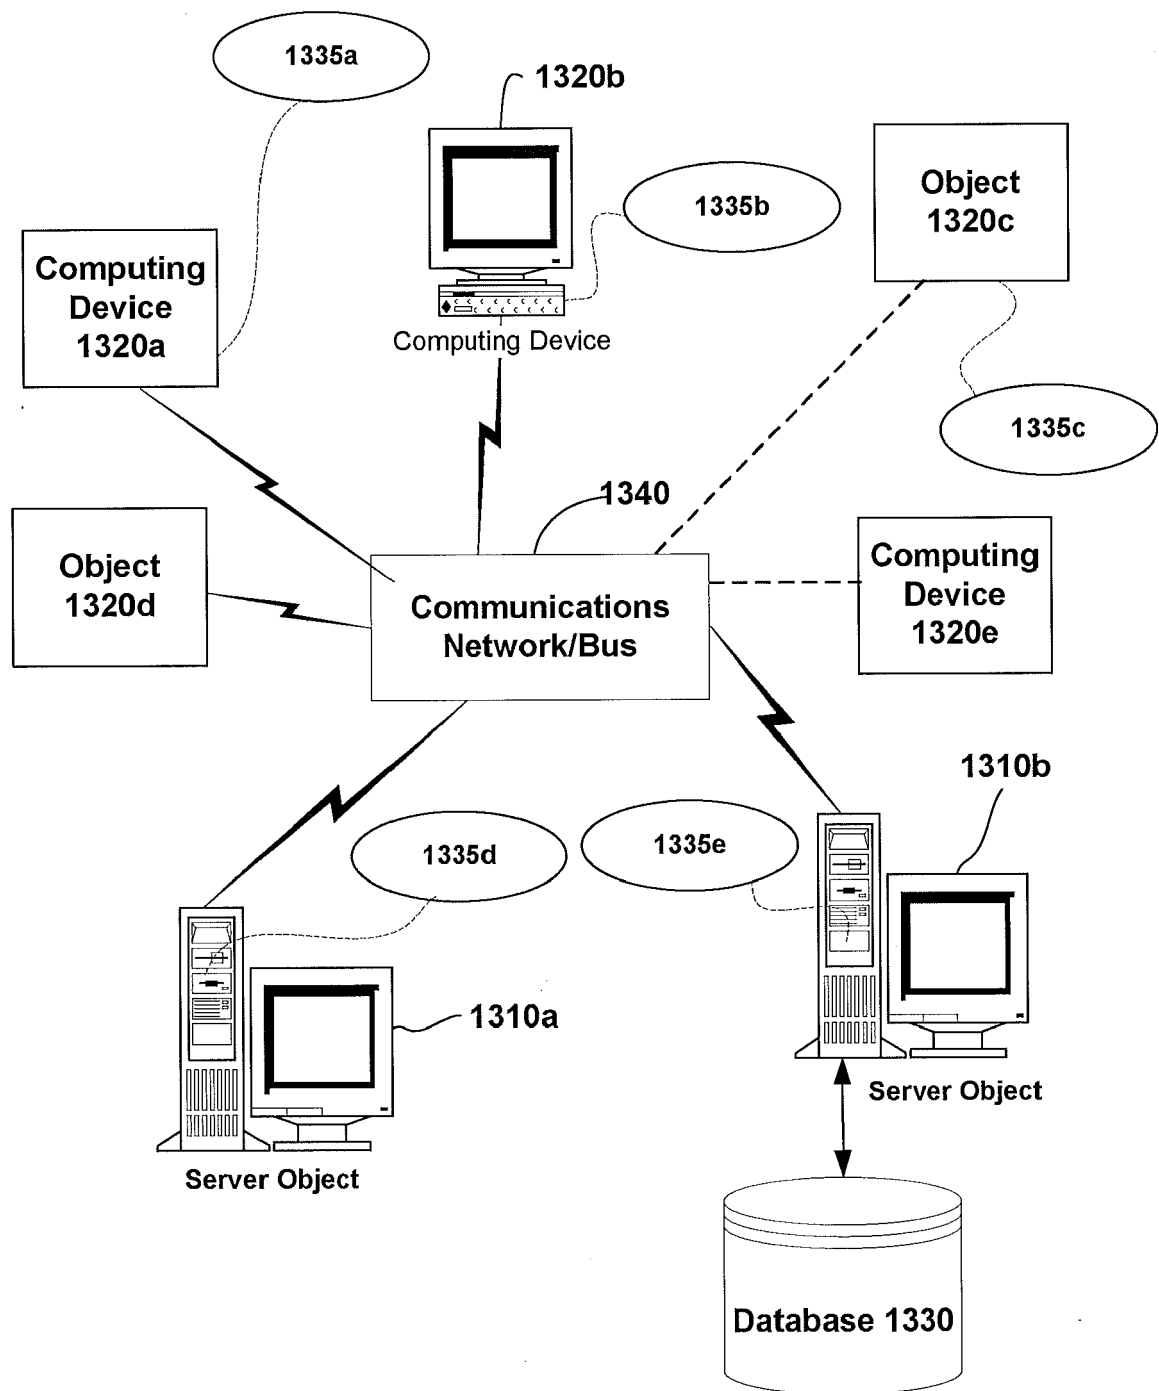 1335a
1320b
1335b
Object
1320c
Computing
Device
1320a
Computing Device
1335c
1340
Object
1320d
Communications
Network/Bus
Computing
Device
1320e
1310b
1335d
1335e
1310a
Server Object
Server Object
Database 1330